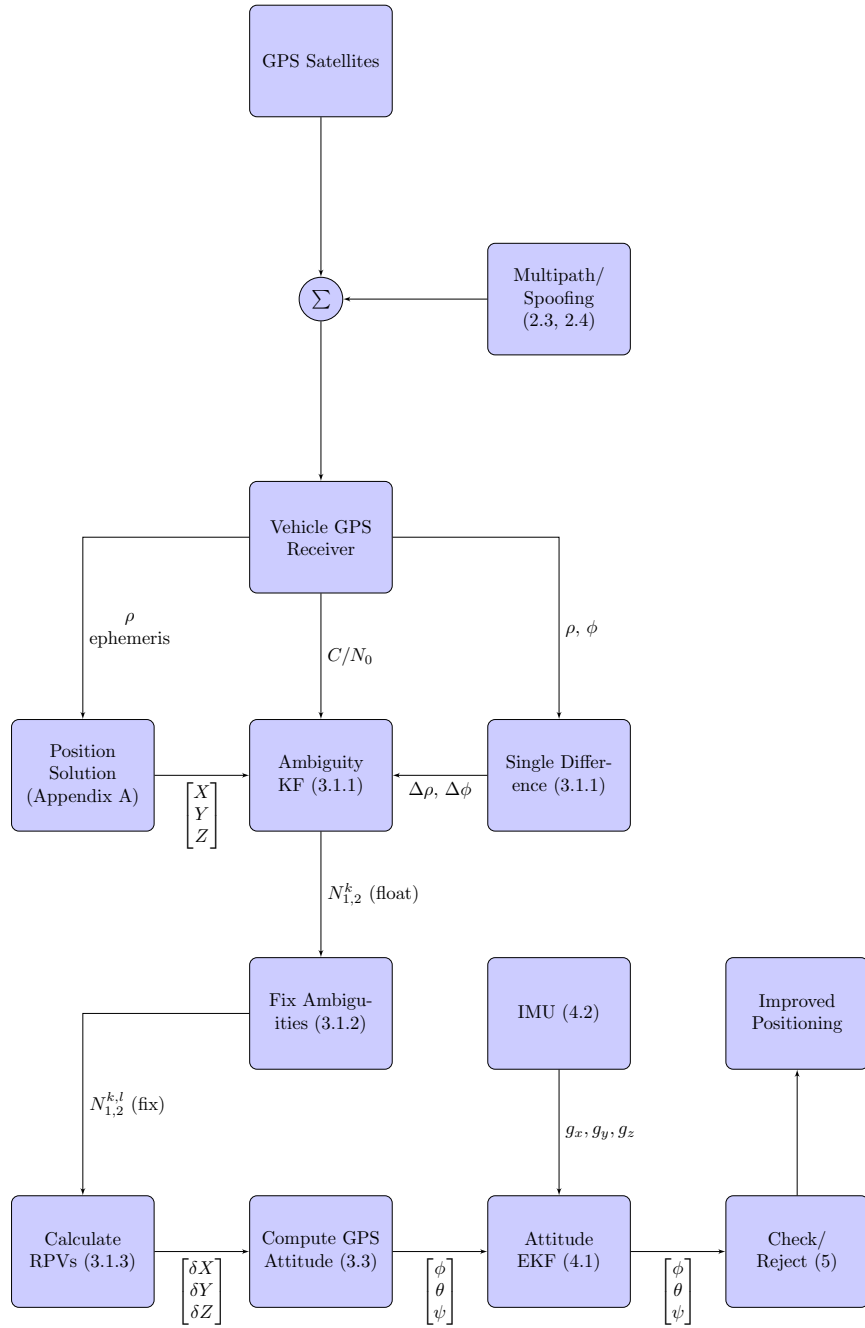 GPS Satellites
Multipath/
Spoofing
(2.3, 2.4)
∑
Vehicle GPS
Receiver
ρ
ephemeris
C/N₀
ρ, ϕ
Position
Solution
(Appendix A)
[X
Y
Z]
Ambiguity
KF (3.1.1)
Δρ, Δϕ
Single Differ-
ence (3.1.1)
N^k_{1,2} (float)
Fix Ambigu-
ities (3.1.2)
IMU (4.2)
Improved
Positioning
N^{k,l}_{1,2} (fix)
g_x, g_y, g_z
Calculate
RPVs (3.1.3)
[δX
δY
δZ]
Compute GPS
Attitude (3.3)
[ϕ
θ
ψ]
Attitude
EKF (4.1)
[ϕ
θ
ψ]
Check/
Reject (5)